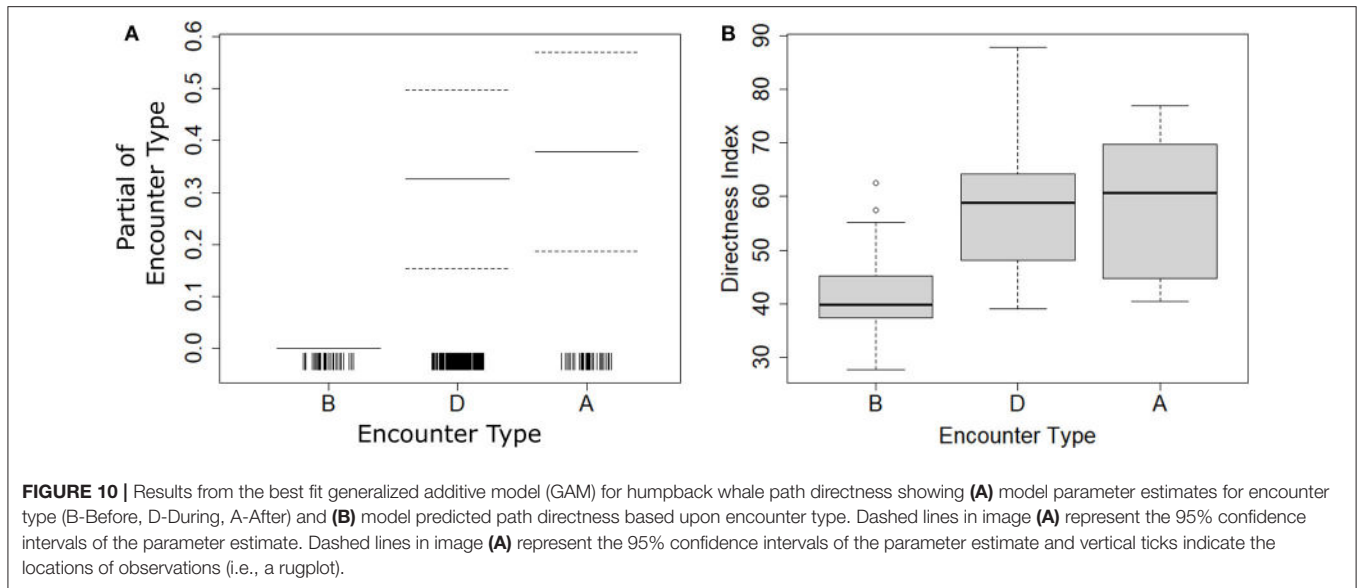 A
Partial of
Encounter Type
0.6
0.5
0.4
0.3
0.2
0.1
0.0
B D A
Encounter Type
B
Directness Index
90
80
70
60
50
40
30
B D A
Encounter Type
FIGURE 10 | Results from the best fit generalized additive model (GAM) for humpback whale path directness showing (A) model parameter estimates for encounter
type (B-Before, D-During, A-After) and (B) model predicted path directness based upon encounter type. Dashed lines in image (A) represent the 95% confidence
intervals of the parameter estimate. Dashed lines in image (A) represent the 95% confidence intervals of the parameter estimate and vertical ticks indicate the
locations of observations (i.e., a rugplot).